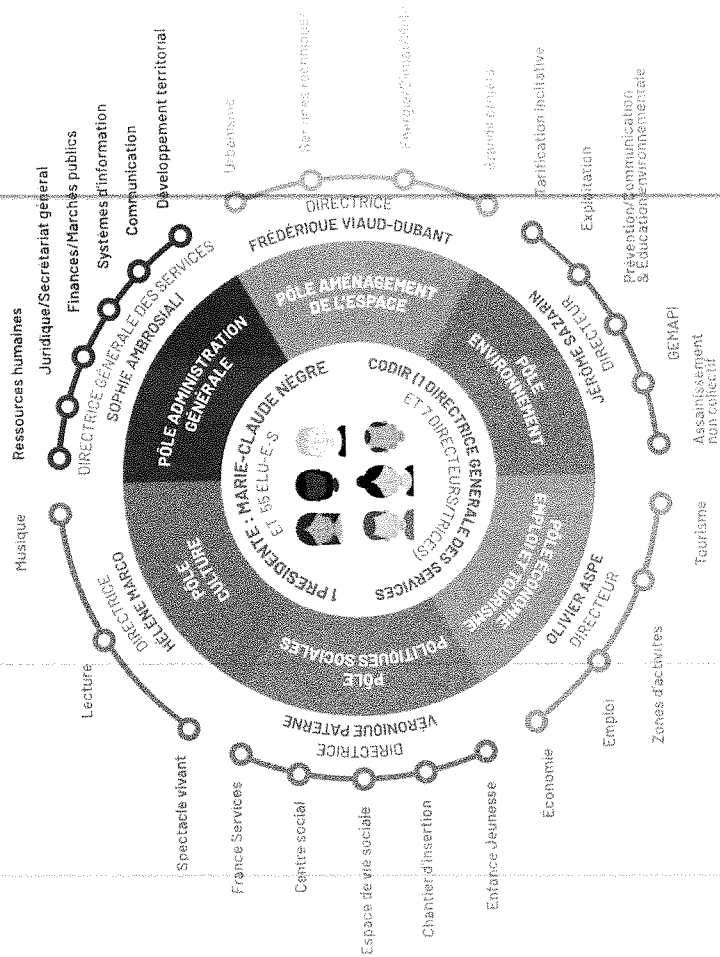 1 PRÉSIDENTE : MARIE-CLAUDE NÈGRE
ET 55 ELU-E-S
CODIR (1 DIRECTRICE GÉNÉRALE DES SERVICES
ET 7 DIRECTEURS/TRICES)
PÔLE ADMINISTRATION
GÉNÉRALE
DIRECTRICE GÉNÉRALE DES SERVICES
SOPHIE AMBROSIALI
Ressources humaines
Juridique/Secrétariat général
Finances/Marchés publics
Systèmes d'information
Communication
Développement territorial
PÔLE AMÉNAGEMENT
DE L'ESPACE
DIRECTRICE
FRÉDÉRIQUE VIAUD-DUBANT
Urbanisme
Services techniques
Grands projets
PÔLE
ENVIRONNEMENT
JÉRÔME SAZARIN
DIRECTEUR
Tarification incitative
Exploitation
Prévention/Communication
& Éducation environnementale
GEMAPI
Assainissement
non collectif
PÔLE ÉCONOMIE
EMPLOI ET TOURISME
OLIVIER ASPE
DIRECTEUR
Tourisme
Zones d'activités
Emploi
Économie
PÔLE
POLITIQUES SOCIALES
VÉRONIQUE PATERNE
DIRECTRICE
Enfance Jeunesse
Chantier d'insertion
Espace de vie sociale
Centre social
France Services
PÔLE
CULTURE
DIRECTRICE
HÉLÈNE MARCO
Spectacle vivant
Lecture
Musique